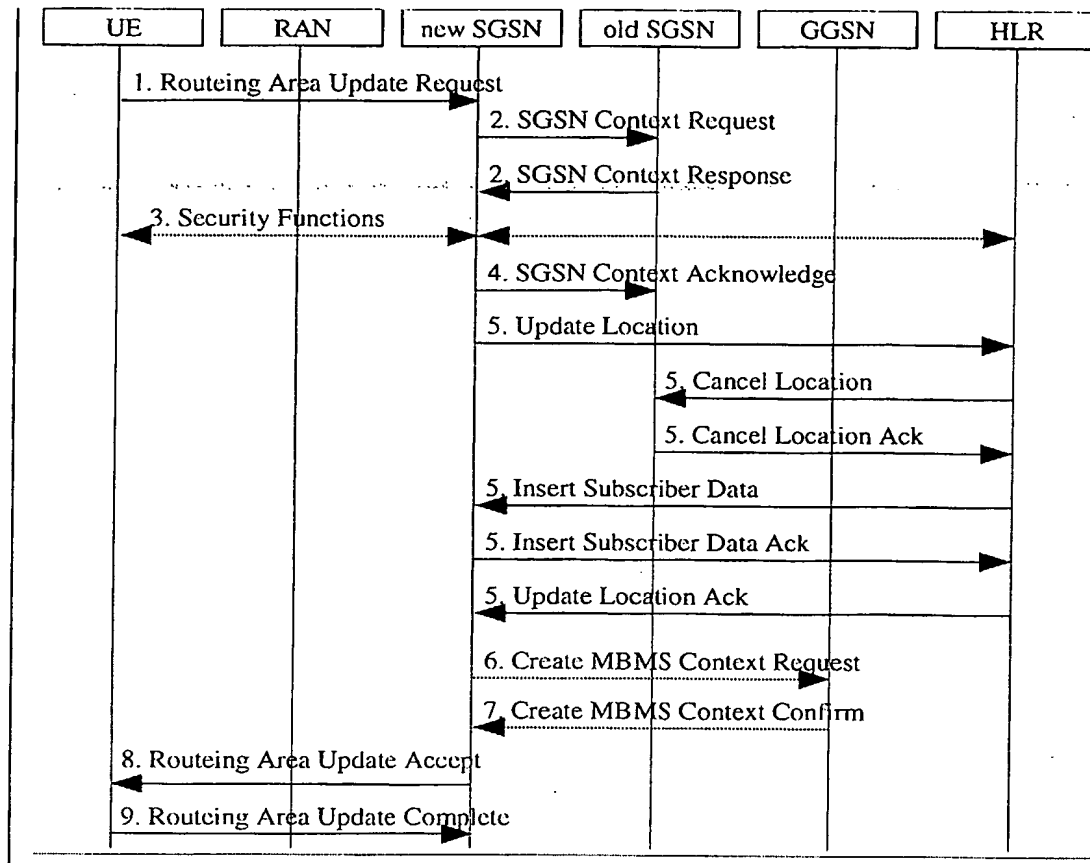 UE RAN new SGSN old SGSN GGSN HLR
1. Routeing Area Update Request
2. SGSN Context Request
2. SGSN Context Response
3. Security Functions
4. SGSN Context Acknowledge
5. Update Location
5. Cancel Location
5. Cancel Location Ack
5. Insert Subscriber Data
5. Insert Subscriber Data Ack
5. Update Location Ack
6. Create MBMS Context Request
7. Create MBMS Context Confirm
8. Routeing Area Update Accept
9. Routeing Area Update Complete